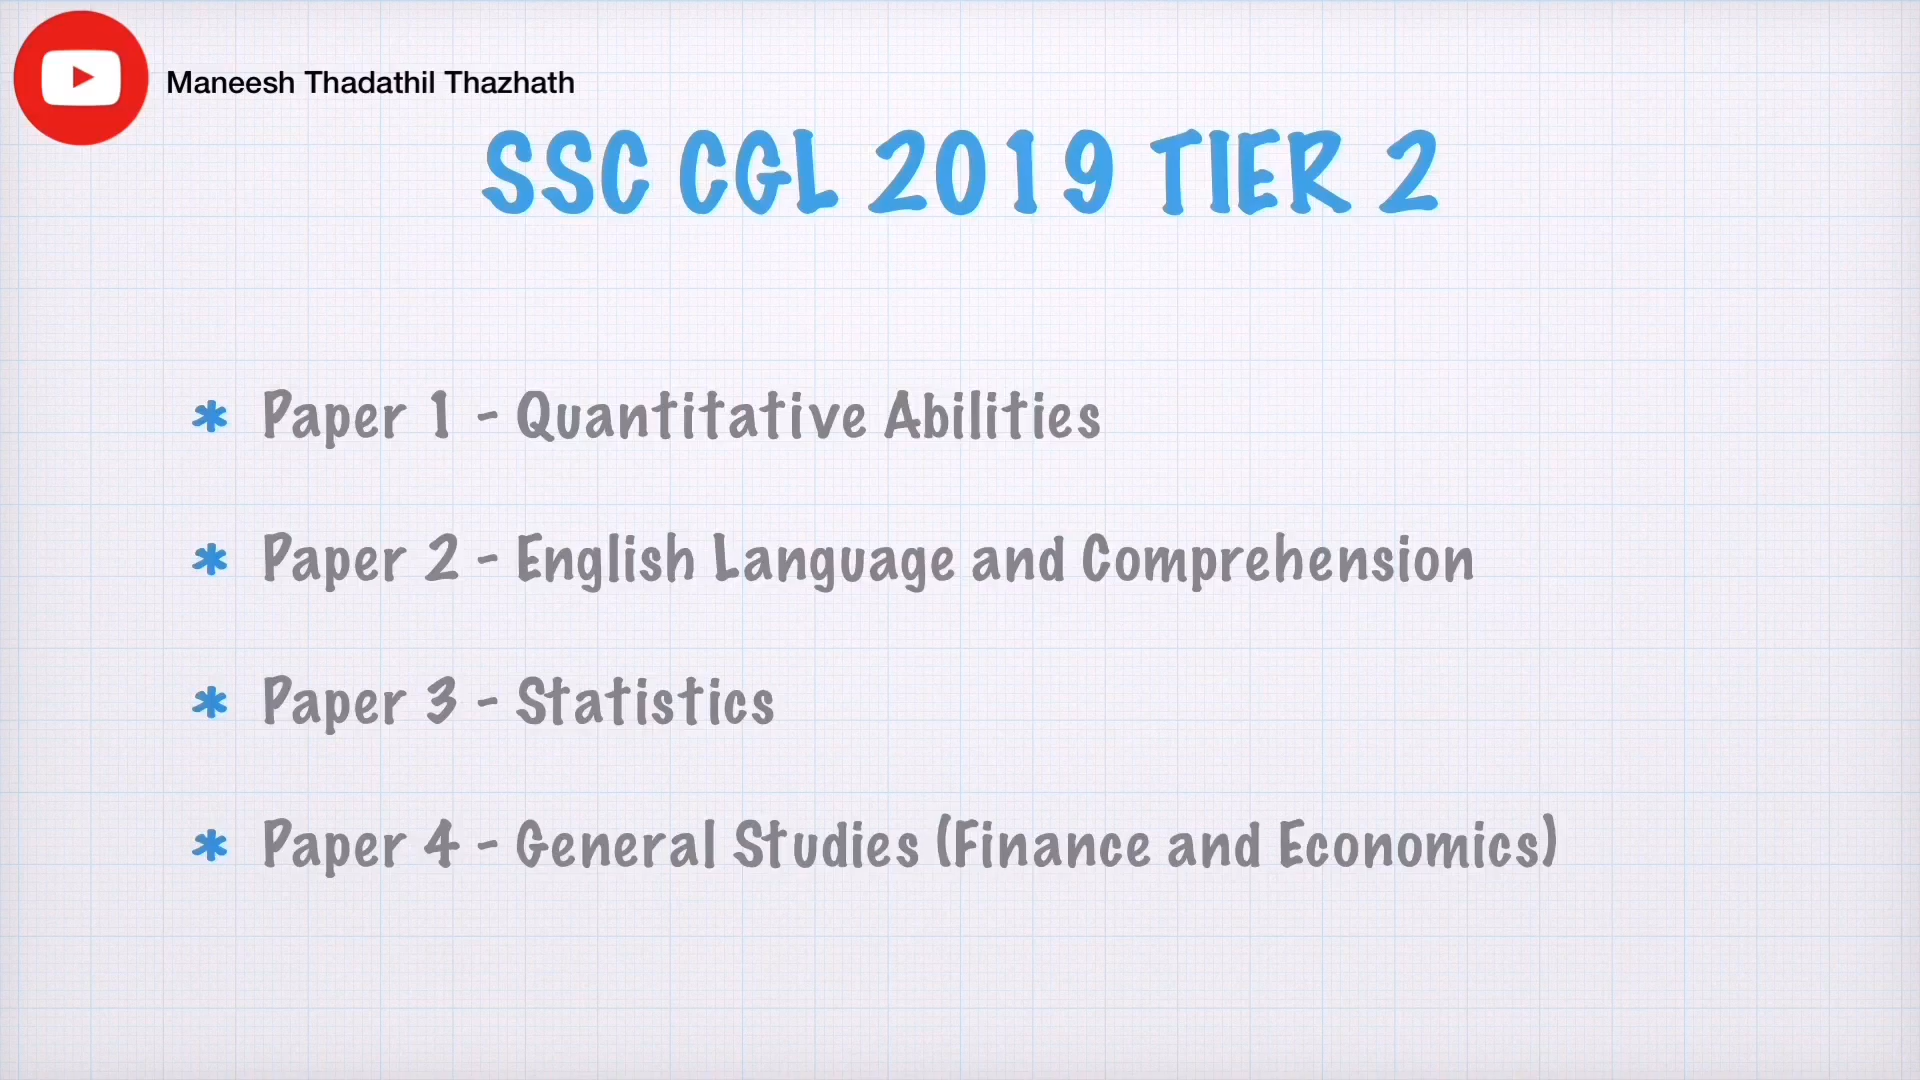 Maneesh Thadathil Thazhath
SSC CGL 2019 TIER 2
* Paper 1 - Quantitative Abilities
* Paper 2 - English Language and Comprehension
* Paper 3 - Statistics
* Paper 4 - General Studies (Finance and Economics)